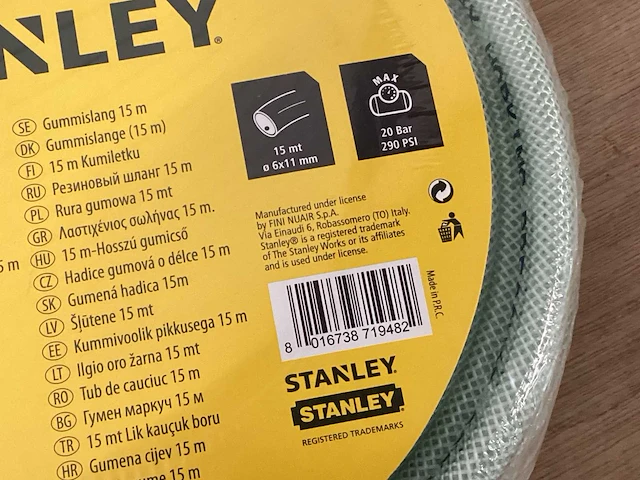 NLEY®
SE Gummislang 15 m
DK Gummislange (15 m)
FI 15 m Kumiletku
RU Резиновый шланг 15 m
PL Rura gumowa 15 mt
GR Λαστιχένιος σωλήνας 15 m.
5 m
HU 15 m-Hosszú gumicső
CZ Hadice gumová o délce 15 m
SK Gumená hadica 15m
LV Šļūtene 15 mt
EE Kummivoolik pikkusega 15 m
LT Ilgio oro žarna 15 mt
RO Tub de cauciuc 15 m
BG Гумен маркуч 15 м
TR 15 mt Lik kauçuk boru
HR Gumena cijev 15 m
15 mt
ø 6x11 mm
MAX
20 Bar
290 PSI
Manufactured under license
by FINI NUAIR S.p.A.
Via Einaudi 6, Robassomero (TO) Italy.
Stanley® is a registered trademark
of The Stanley Works or its affiliates
and is used under license.
Made in P.R.C.
8 016738 719482
STANLEY®
STANLEY®
REGISTERED TRADEMARKS